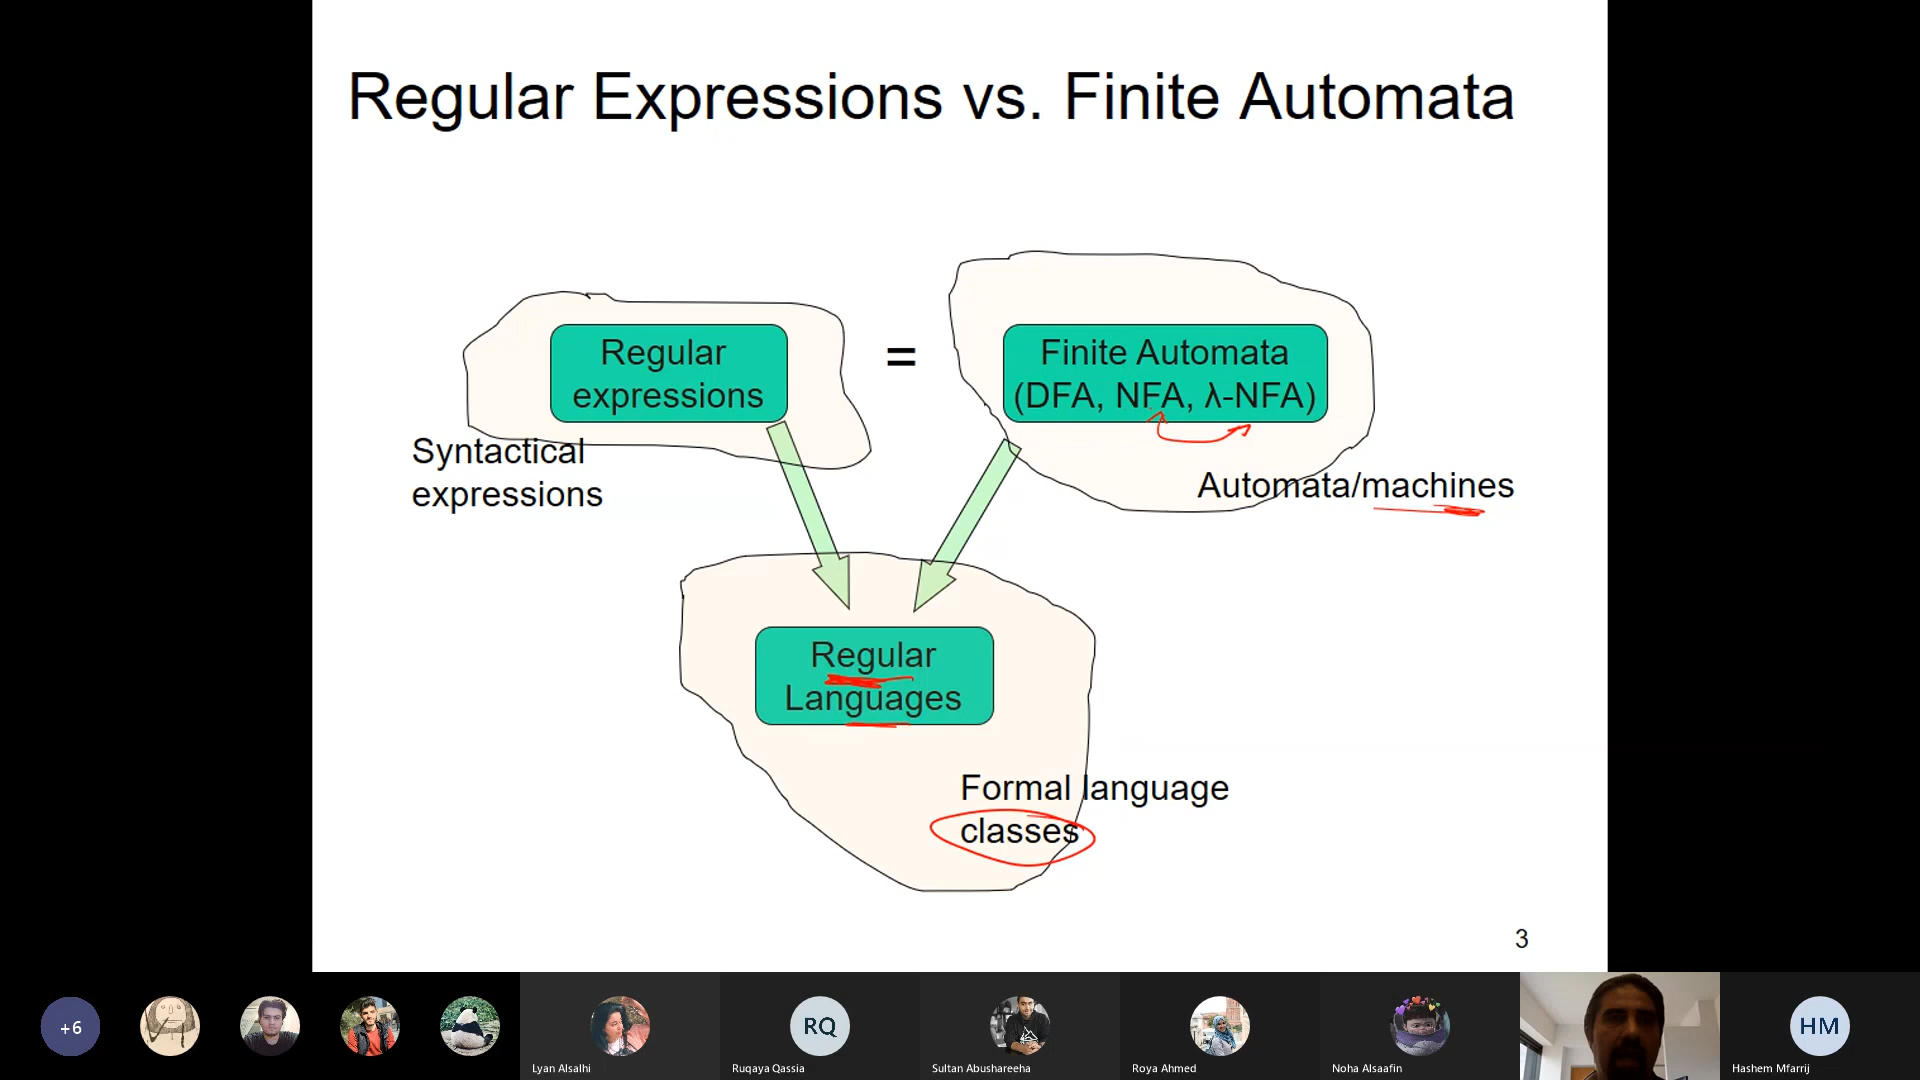 Regular Expressions vs. Finite Automata
Regular
expressions
=
Finite Automata
(DFA, NFA, λ-NFA)
Syntactical
expressions
Automata/machines
Regular
Languages
Formal language
classes
3
+6
Lyan Alsalhi
RQ
Ruqaya Qassia
Sultan Abushareeha
Roya Ahmed
Noha Alsaafin
HM
Hashem Mfarrij